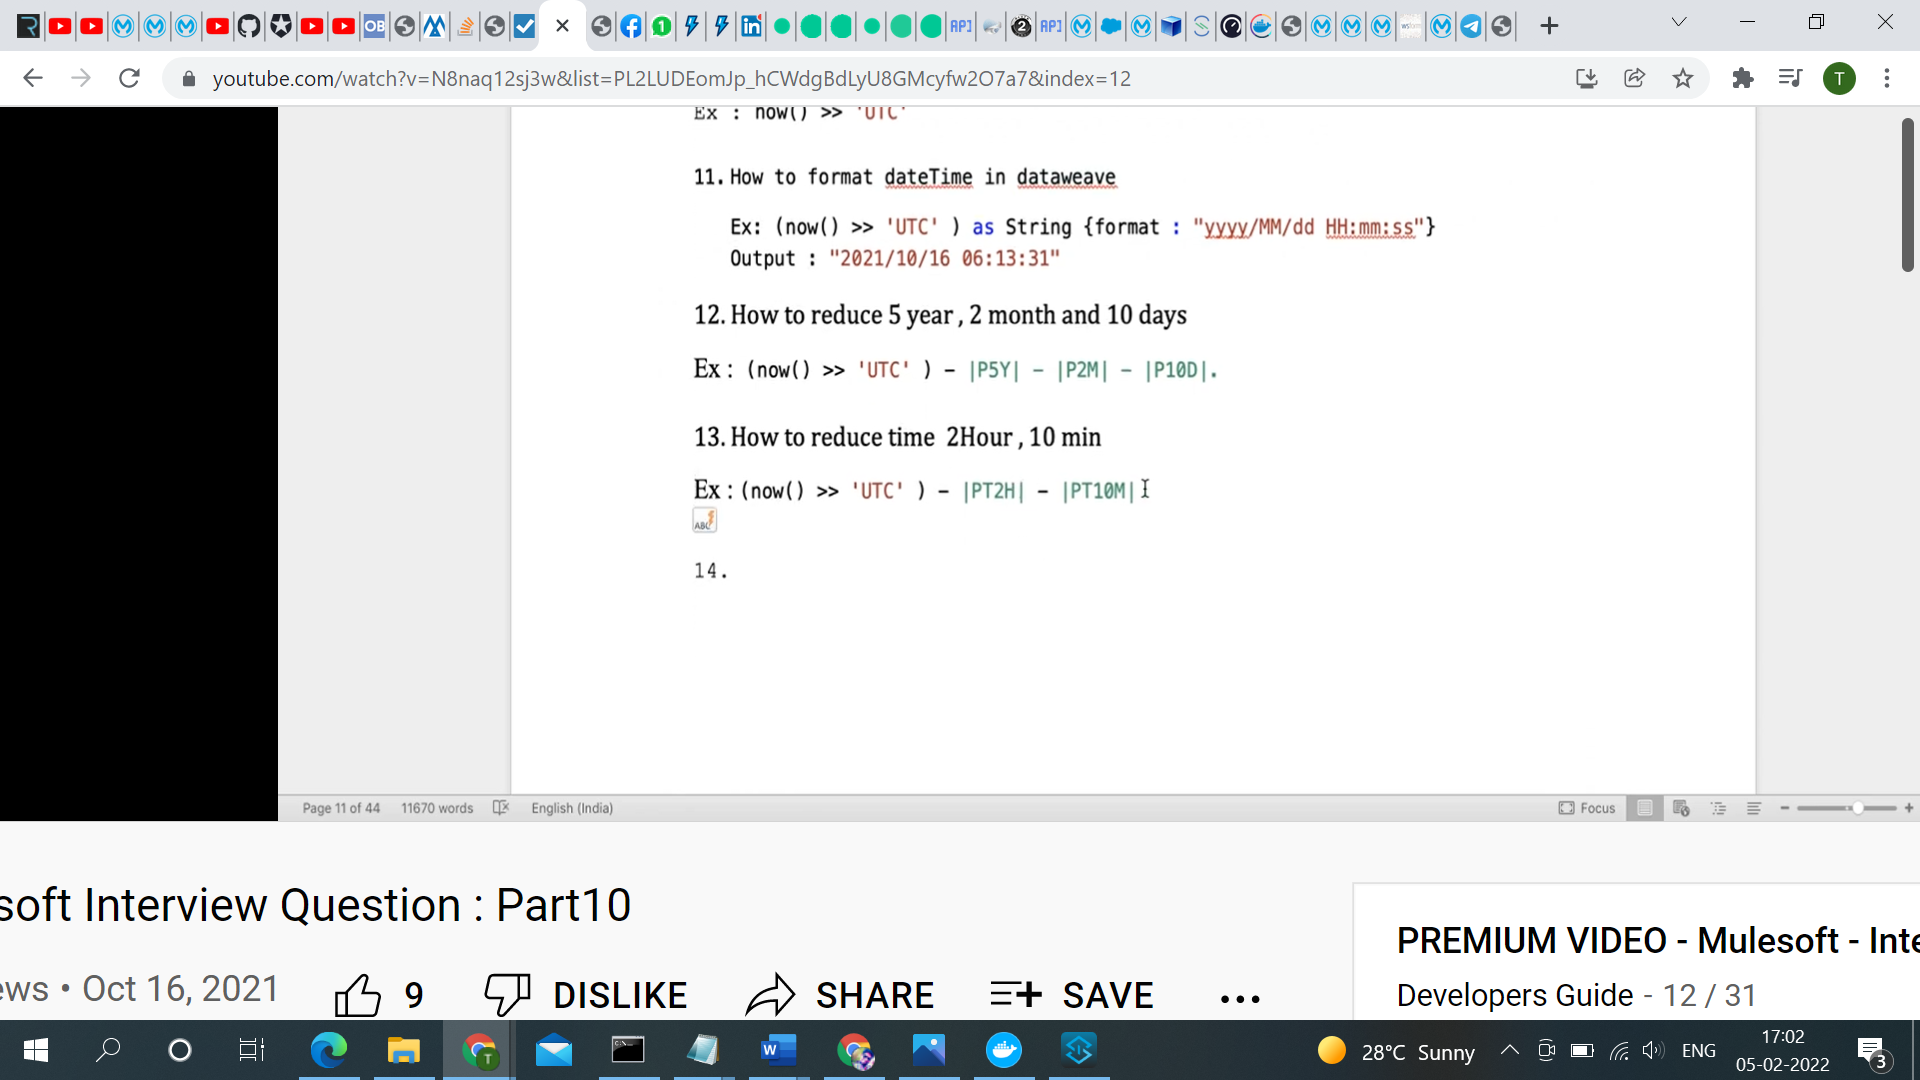 youtube.com/watch?v=N8naq12sj3w&list=PL2LUDEomJp_hCWdgBdLyU8GMcyfw2O7a7&index=12
T
Ex : now() >> 'UTC'
11. How to format dateTime in dataweave
Ex: (now() >> 'UTC' ) as String {format : "yyyy/MM/dd HH:mm:ss"}
Output : "2021/10/16 06:13:31"
12. How to reduce 5 year , 2 month and 10 days
Ex : (now() >> 'UTC' ) - |P5Y| - |P2M| - |P10D|.
13. How to reduce time 2Hour , 10 min
Ex : (now() >> 'UTC' ) - |PT2H| - |PT10M|
ABC
14.
Page 11 of 44 11670 words English (India) Focus
soft Interview Question : Part10
ews • Oct 16, 2021 9 DISLIKE SHARE SAVE ...
PREMIUM VIDEO - Mulesoft - Inte
Developers Guide - 12 / 31
28°C Sunny ENG 17:02
05-02-2022 3